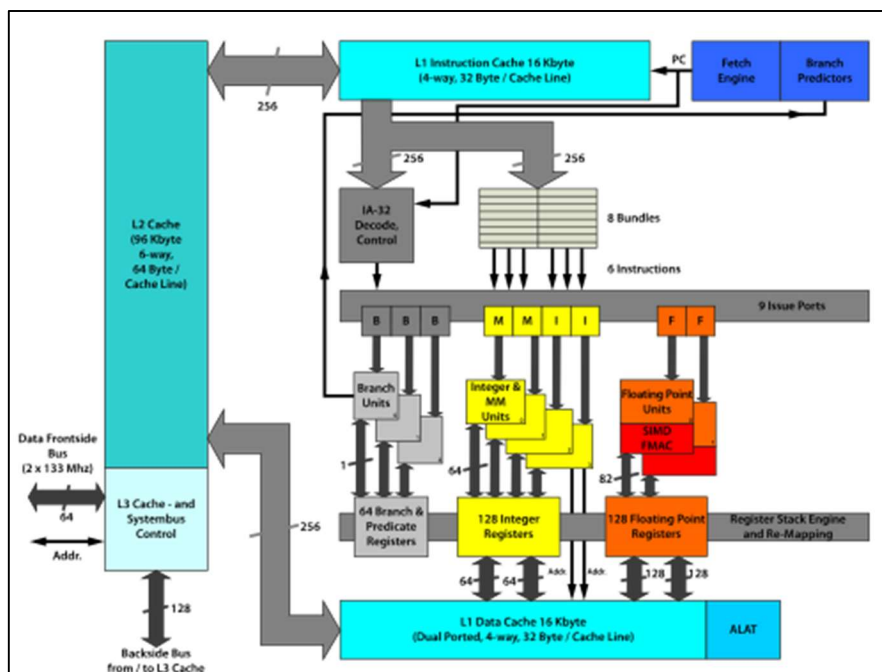 L1 Instruction Cache 16 Kbyte
(4-way, 32 Byte / Cache Line)
PC
Fetch
Engine
Branch
Predictors
256
256
256
L2 Cache
(96 Kbyte
6-way,
64 Byte /
Cache Line)
IA-32
Decode,
Control
8 Bundles
6 Instructions
9 Issue Ports
B
B
B
M
M
I
I
F
F
Branch
Units
Integer &
MM
Units
Floating Point
Units
SIMD
FMAC
Data Frontside
Bus
(2 x 133 Mhz)
64
Addr.
L3 Cache - and
Systembus
Control
1
64
82
256
64 Branch &
Predicate
Registers
128 Integer
Registers
128 Floating Point
Registers
Register Stack Engine
and Re-Mapping
64
64
Addr.
Addr.
128
128
128
Backside Bus
from / to L3 Cache
L1 Data Cache 16 Kbyte
(Dual Ported, 4-way, 32 Byte / Cache Line)
ALAT